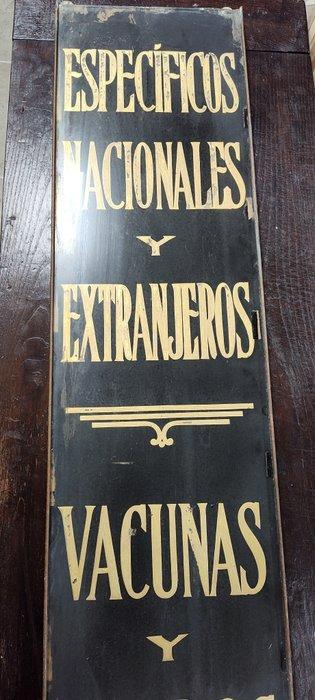 ESPECÍFICOS
NACIONALES
Y
EXTRANJEROS
VACUNAS
Y